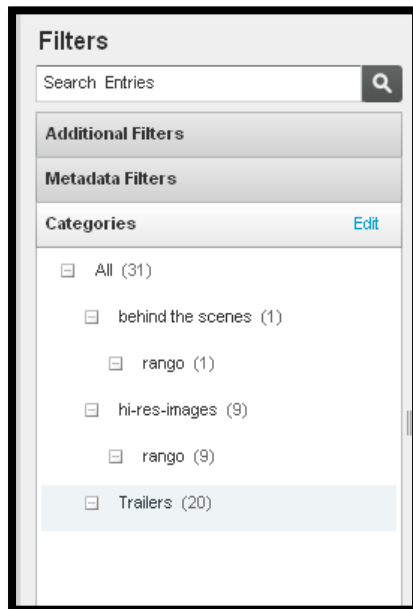 Filters
Search Entries
Additional Filters
Metadata Filters
Categories Edit
All (31)
behind the scenes (1)
rango (1)
hi-res-images (9)
rango (9)
Trailers (20)